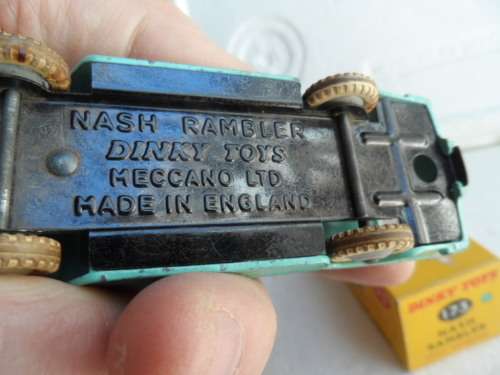 NASH RAMBLER
DINKY TOYS
MECCANO LTD
MADE IN ENGLAND
DINKY TOYS
173
NASH
RAMBLER